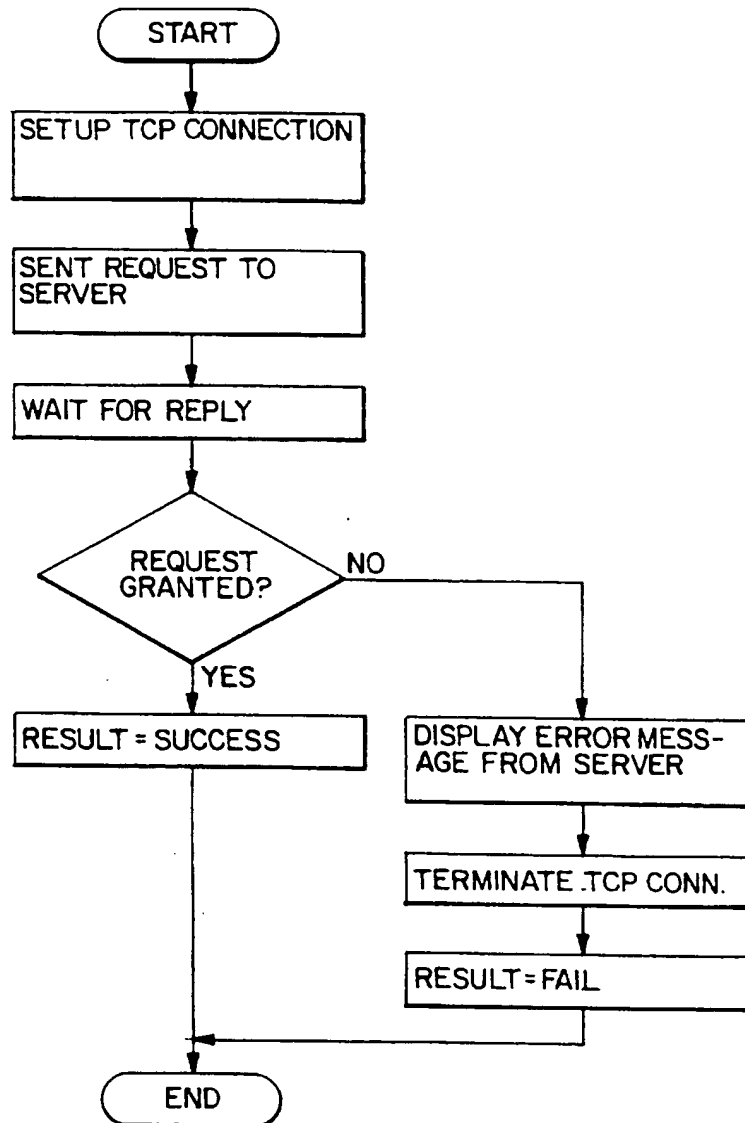 START
SETUP TCP CONNECTION
SENT REQUEST TO
SERVER
WAIT FOR REPLY
REQUEST
GRANTED?
NO
YES
RESULT = SUCCESS
DISPLAY ERROR MESS-
AGE FROM SERVER
TERMINATE TCP CONN.
RESULT = FAIL
END